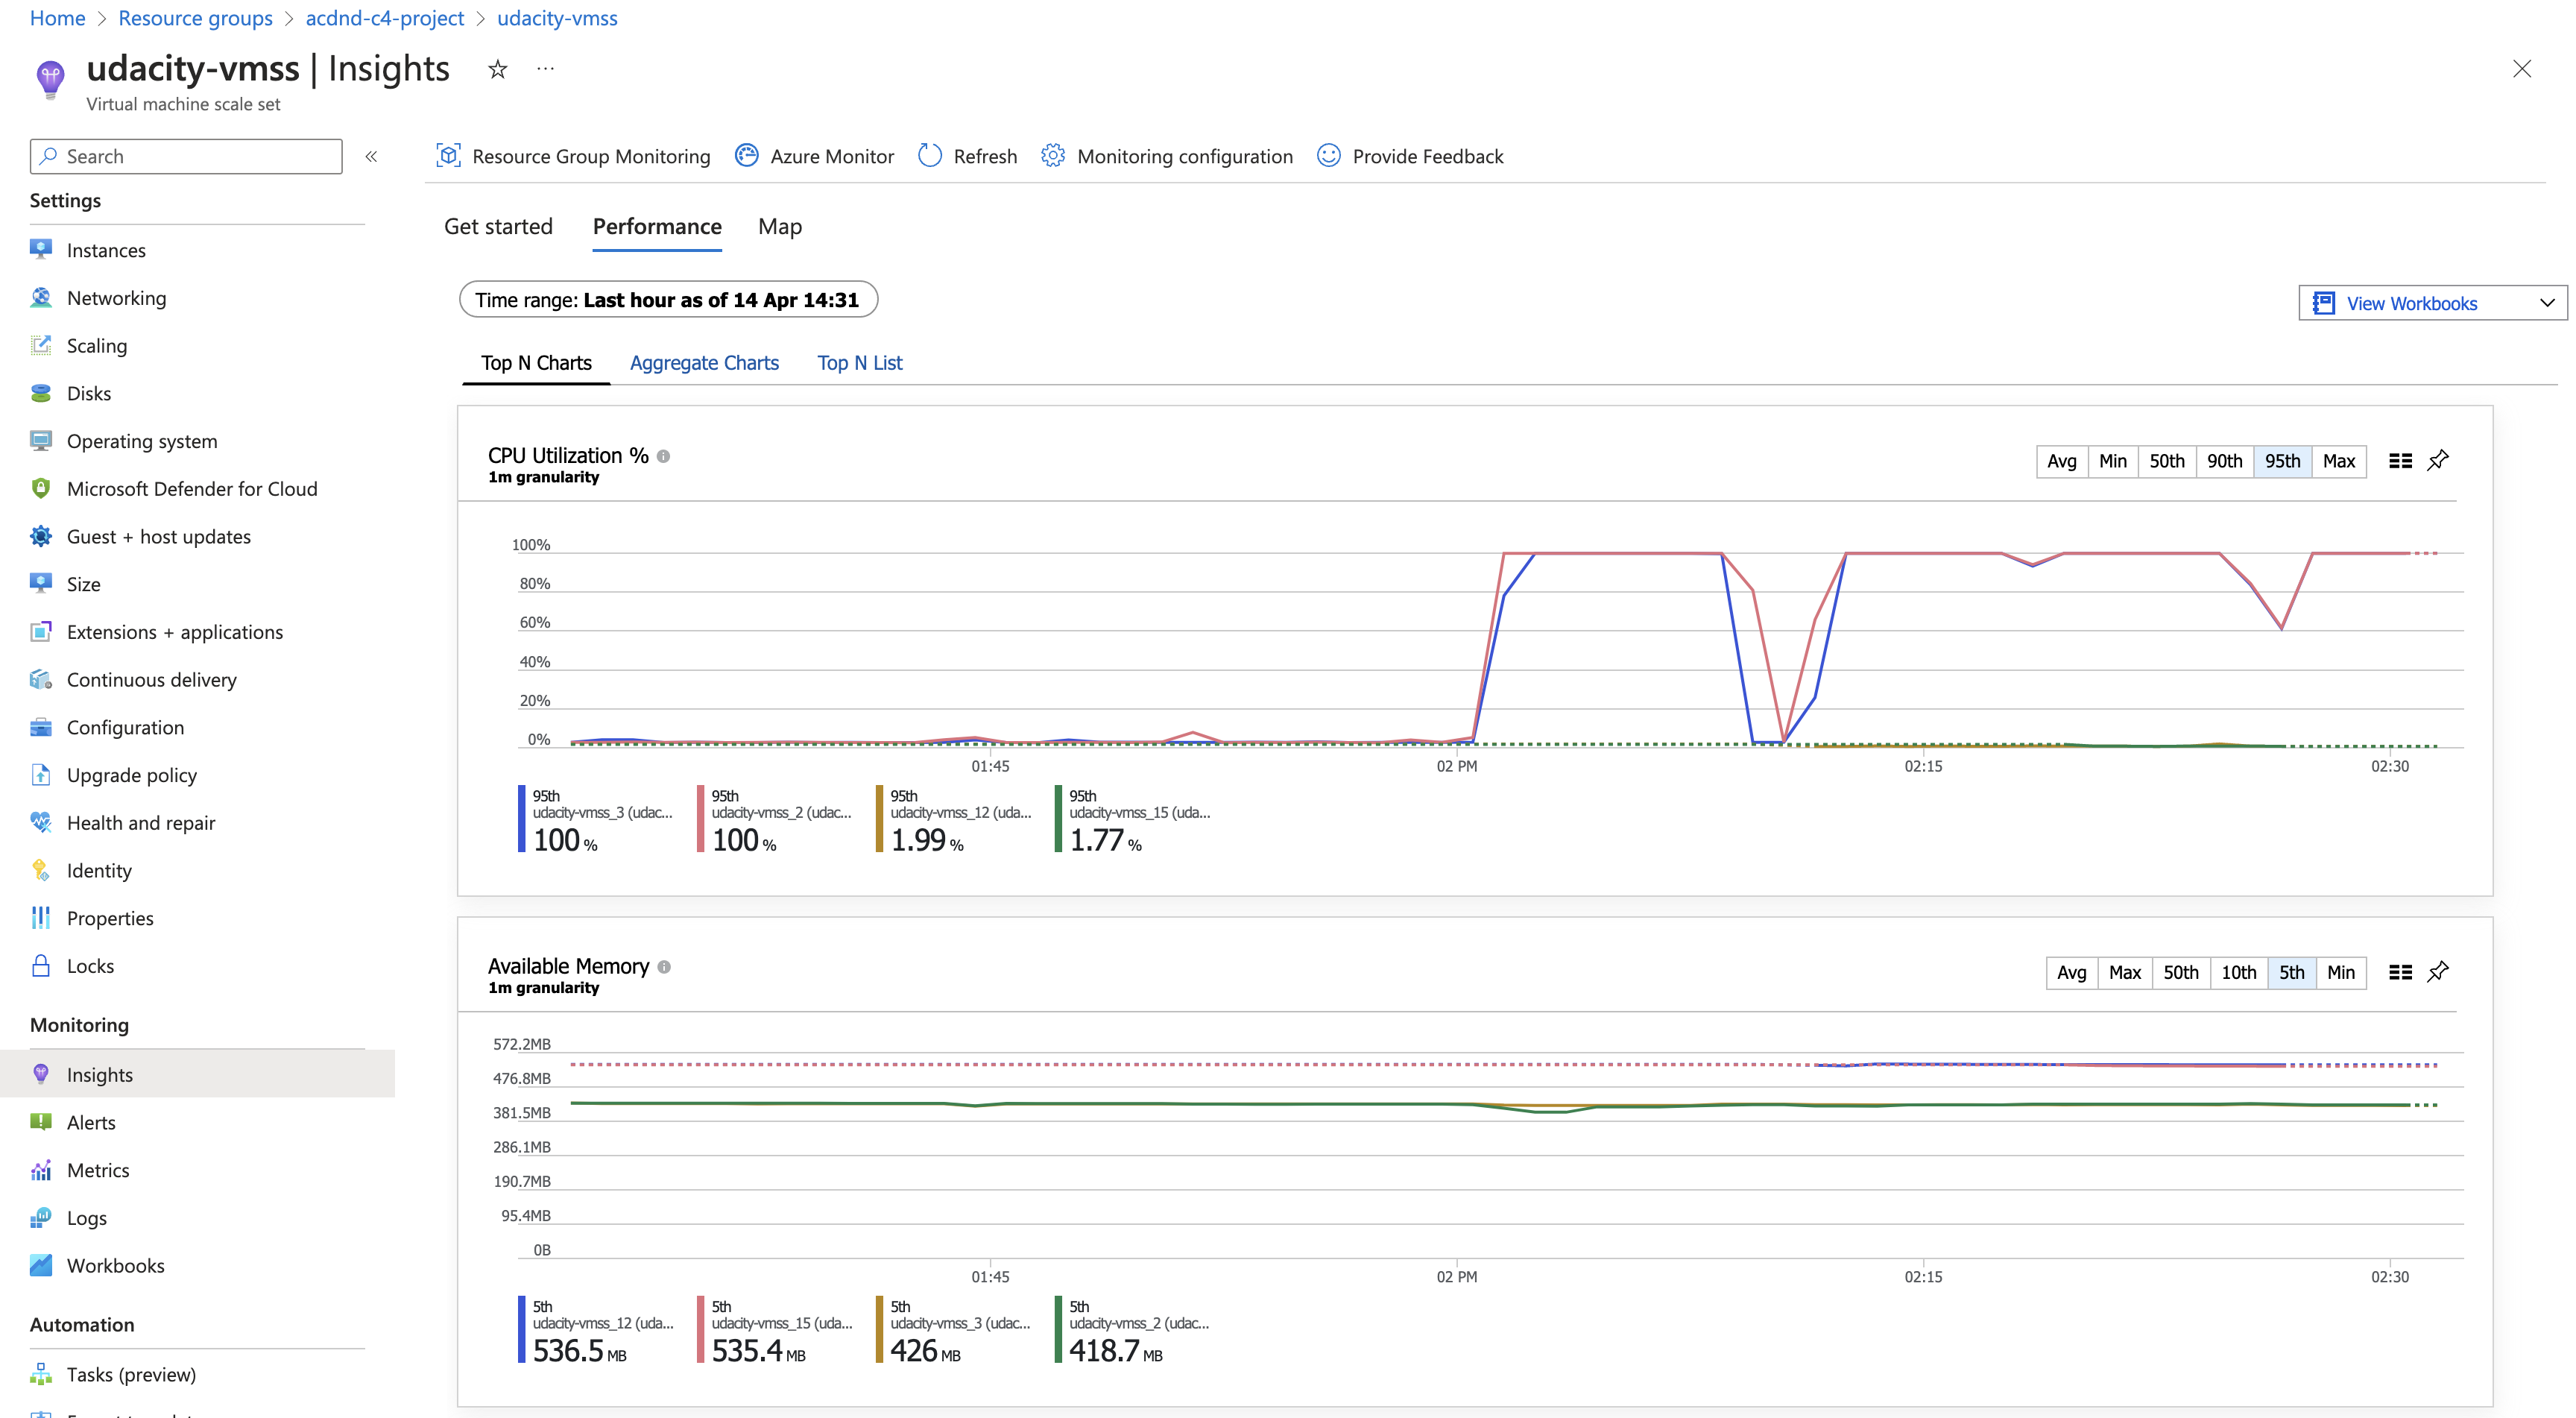 Home > Resource groups > acdnd-c4-project > udacity-vmss
udacity-vmss | Insights
Virtual machine scale set
Search
Resource Group Monitoring
Azure Monitor
Refresh
Monitoring configuration
Provide Feedback
Settings
Instances
Networking
Scaling
Disks
Operating system
Microsoft Defender for Cloud
Guest + host updates
Size
Extensions + applications
Continuous delivery
Configuration
Upgrade policy
Health and repair
Identity
Properties
Locks
Monitoring
Insights
Alerts
Metrics
Logs
Workbooks
Automation
Tasks (preview)
Get started
Performance
Map
Time range: Last hour as of 14 Apr 14:31
View Workbooks
Top N Charts
Aggregate Charts
Top N List
CPU Utilization %
1m granularity
Avg Min 50th 90th 95th Max
100%
80%
60%
40%
20%
0%
01:45 02 PM 02:15 02:30
95th
udacity-vmss_3 (udac...
100 %
95th
udacity-vmss_2 (udac...
100 %
95th
udacity-vmss_12 (uda...
1.99 %
95th
udacity-vmss_15 (uda...
1.77 %
Available Memory
1m granularity
Avg Max 50th 10th 5th Min
572.2MB
476.8MB
381.5MB
286.1MB
190.7MB
95.4MB
0B
01:45 02 PM 02:15 02:30
5th
udacity-vmss_12 (uda...
536.5 MB
5th
udacity-vmss_15 (uda...
535.4 MB
5th
udacity-vmss_3 (udac...
426 MB
5th
udacity-vmss_2 (udac...
418.7 MB